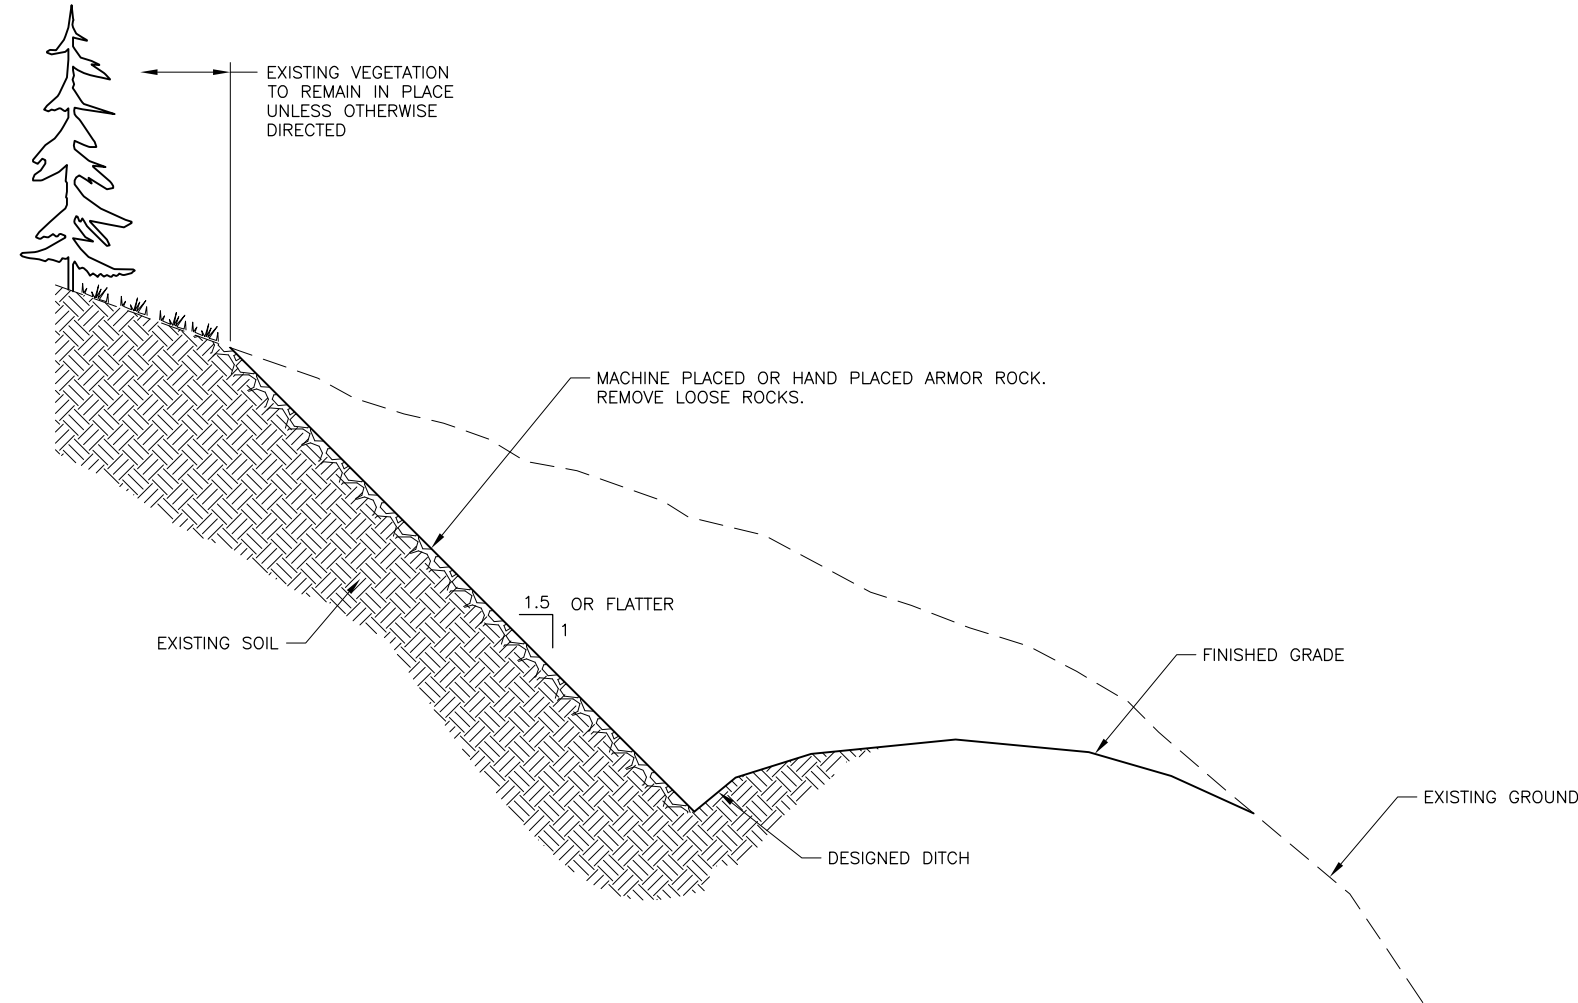 EXISTING VEGETATION
TO REMAIN IN PLACE
UNLESS OTHERWISE
DIRECTED
MACHINE PLACED OR HAND PLACED ARMOR ROCK.
REMOVE LOOSE ROCKS.
1.5 OR FLATTER
1
EXISTING SOIL
FINISHED GRADE
EXISTING GROUND
DESIGNED DITCH